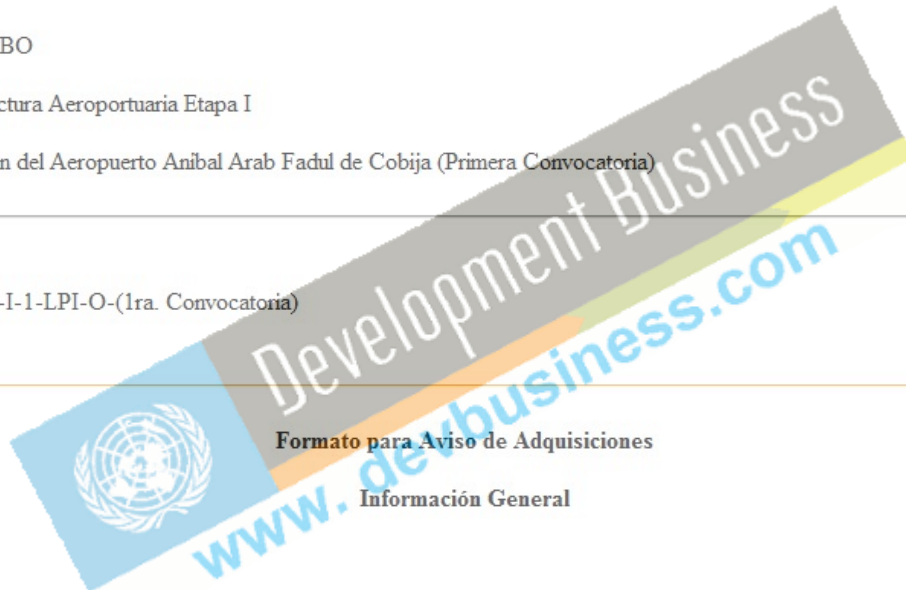 BO
ctura Aeroportuaria Etapa I
n del Aeropuerto Aníbal Arab Fadul de Cobija (Primera Convocatoria)
-I-1-LPI-O-(1ra. Convocatoria)
Development Business
www.devbusiness.com
Formato para Aviso de Adquisiciones
Información General